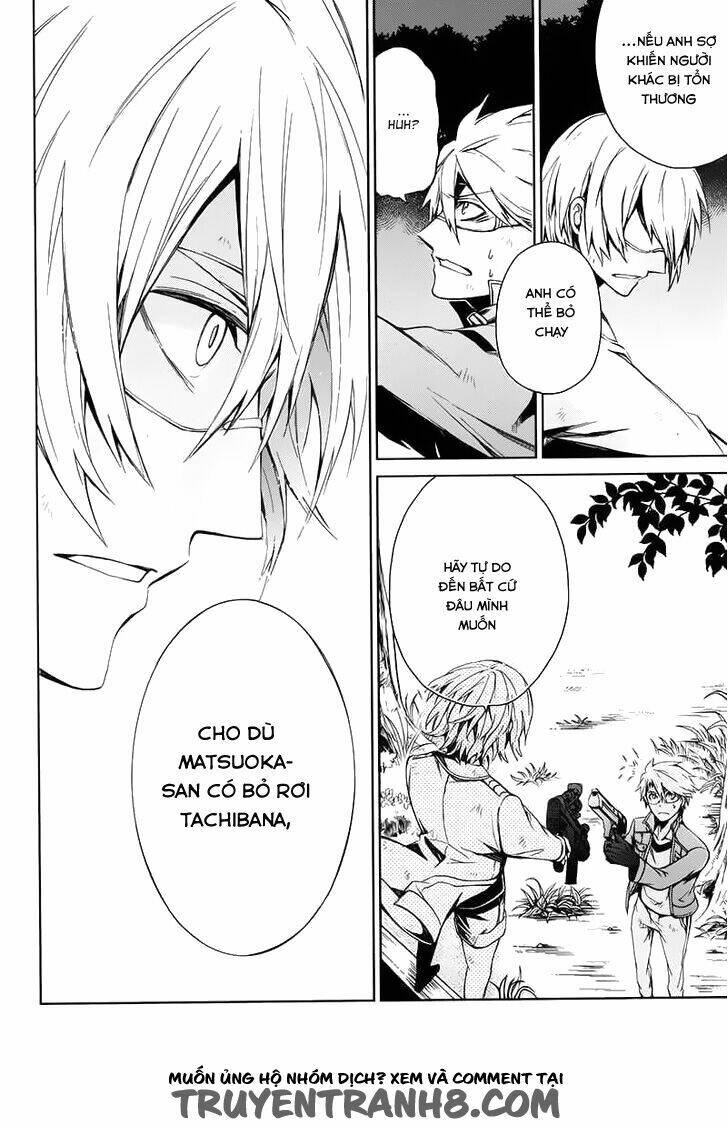 ...NẾU ANH SỢ
KHIẾN NGƯỜI
KHÁC BỊ TỔN
THƯƠNG
...
HUH?
ANH CÓ
THỂ BỎ
CHẠY
HÃY TỰ DO
ĐẾN BẤT CỨ
ĐÂU MÌNH
MUỐN
CHO DÙ
MATSUOKA-
SAN CÓ BỎ RƠI
TACHIBANA,
MUỐN ỦNG HỘ NHÓM DỊCH? XEM VÀ COMMENT TẠI
TRUYENTRANH8.COM